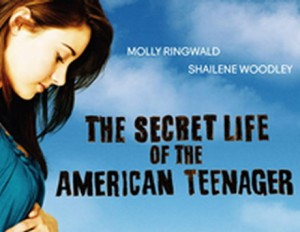 MOLLY RINGWALD
SHAILENE WOODLEY
THE SECRET LIFE
OF THE
AMERICAN TEENAGER